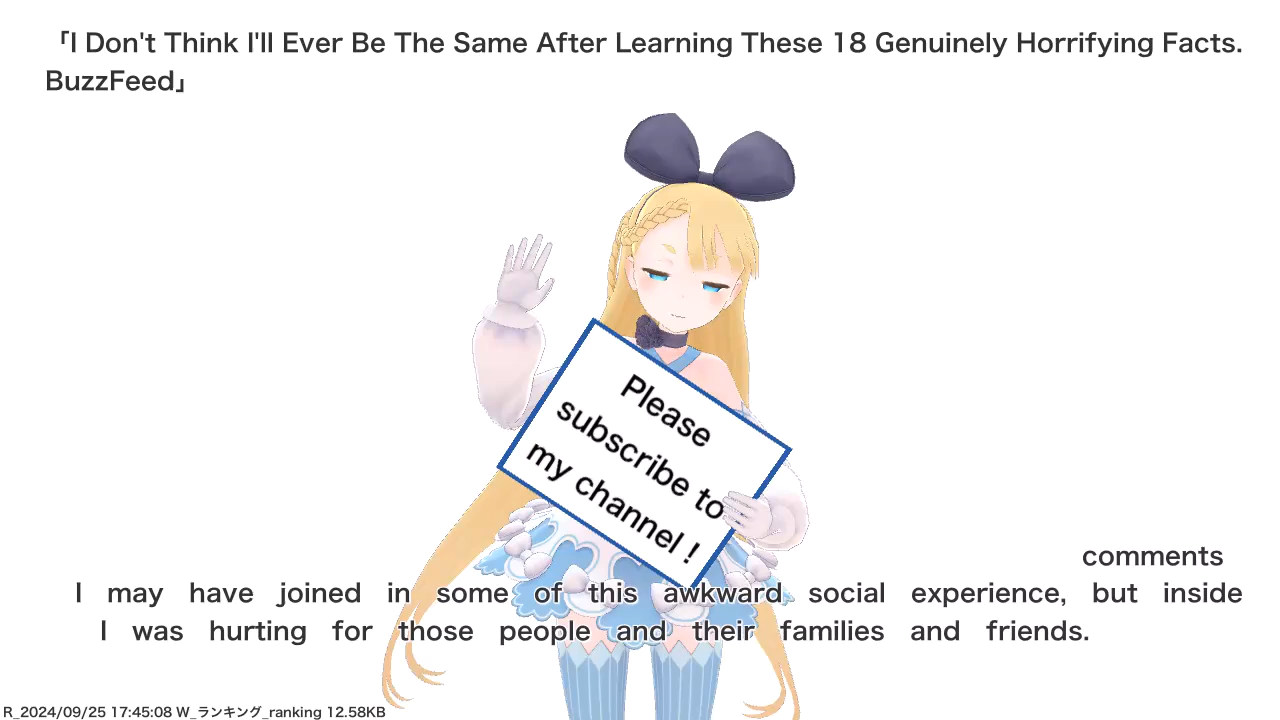 「I Don't Think I'll Ever Be The Same After Learning These 18 Genuinely Horrifying Facts.
BuzzFeed」
Please
subscribe to
my channel !
comments
I may have joined in some of this awkward social experience, but inside
I was hurting for those people and their families and friends.
R_2024/09/25 17:45:08 W_ランキング_ranking 12.58KB